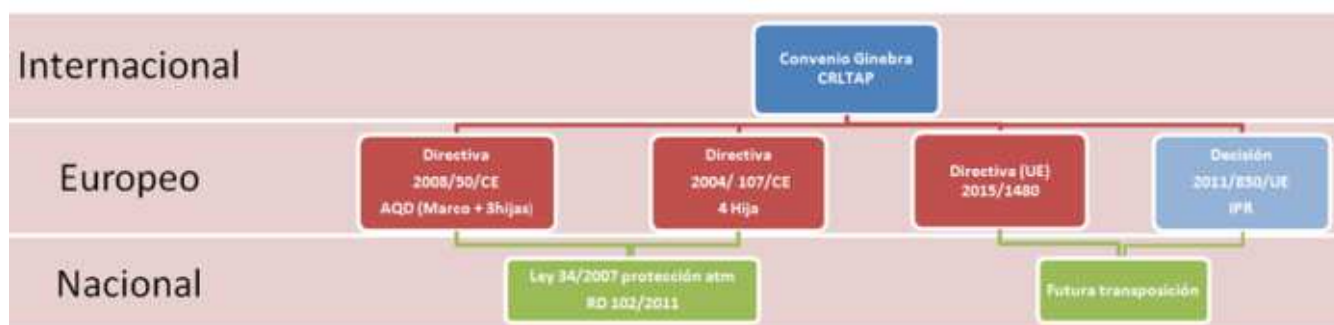 Internacional
Convenio Ginebra
CRLTAP
Europeo
Directiva
2008/50/CE
AQD (Marco + 3hijas)
Directiva
2004/ 107/CE
4 Hija
Directiva (UE)
2015/1480
Decisión
2011/850/UE
IPR
Nacional
Ley 34/2007 protección atm
RD 102/2011
Futura transposición